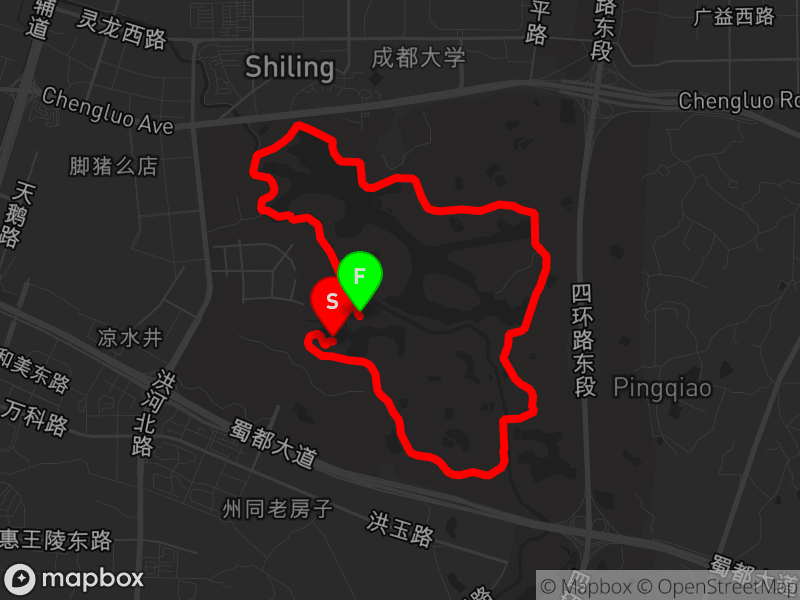 辅道
灵龙西路
平路
路东段
广益西路
Shiling
成都大学
Chengluo Ave
Chengluo Ro
脚猪么店
天鹅路
F
S
四环路东段
凉水井
和美东路
洪河北路
Pingqiao
万科路
蜀都大道
州同老房子
洪玉路
惠王陵东路
蜀都大道
mapbox
© Mapbox © OpenStreetMap